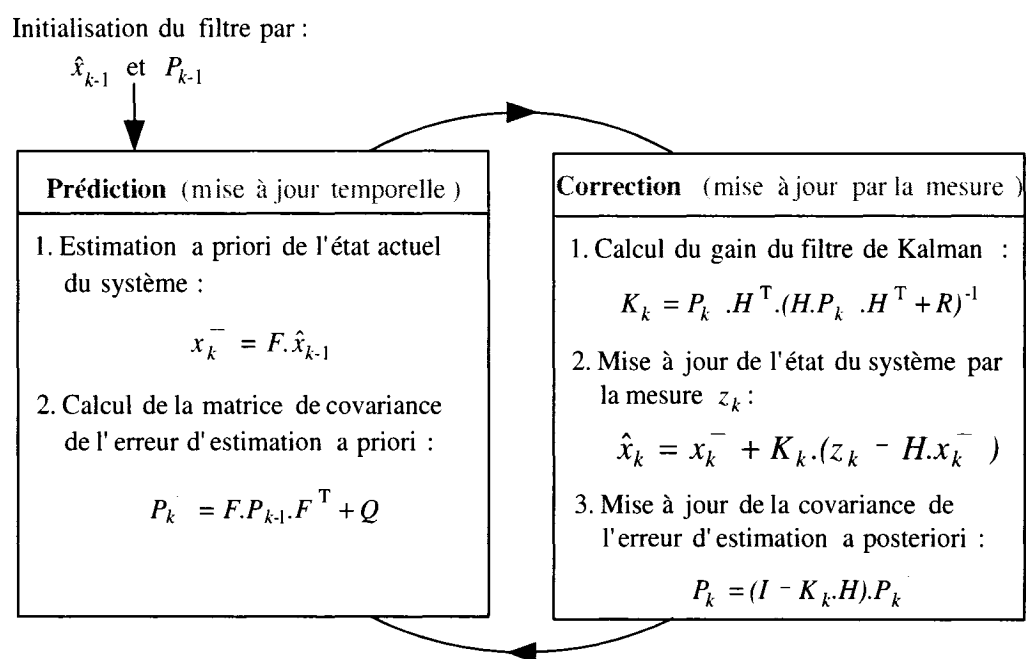 Initialisation du filtre par :
x̂_{k-1} et P_{k-1}
Prédiction (mise à jour temporelle )
1. Estimation a priori de l'état actuel
du système :
x_k^- = F.x̂_{k-1}
2. Calcul de la matrice de covariance
de l'erreur d'estimation a priori :
P_k = F.P_{k-1}.F^T + Q
Correction (mise à jour par la mesure )
1. Calcul du gain du filtre de Kalman :
K_k = P_k .H^T.(H.P_k .H^T + R)^{-1}
2. Mise à jour de l'état du système par
la mesure z_k :
x̂_k = x_k^- + K_k.(z_k - H.x_k^- )
3. Mise à jour de la covariance de
l'erreur d'estimation a posteriori :
P_k = (I - K_k.H).P_k